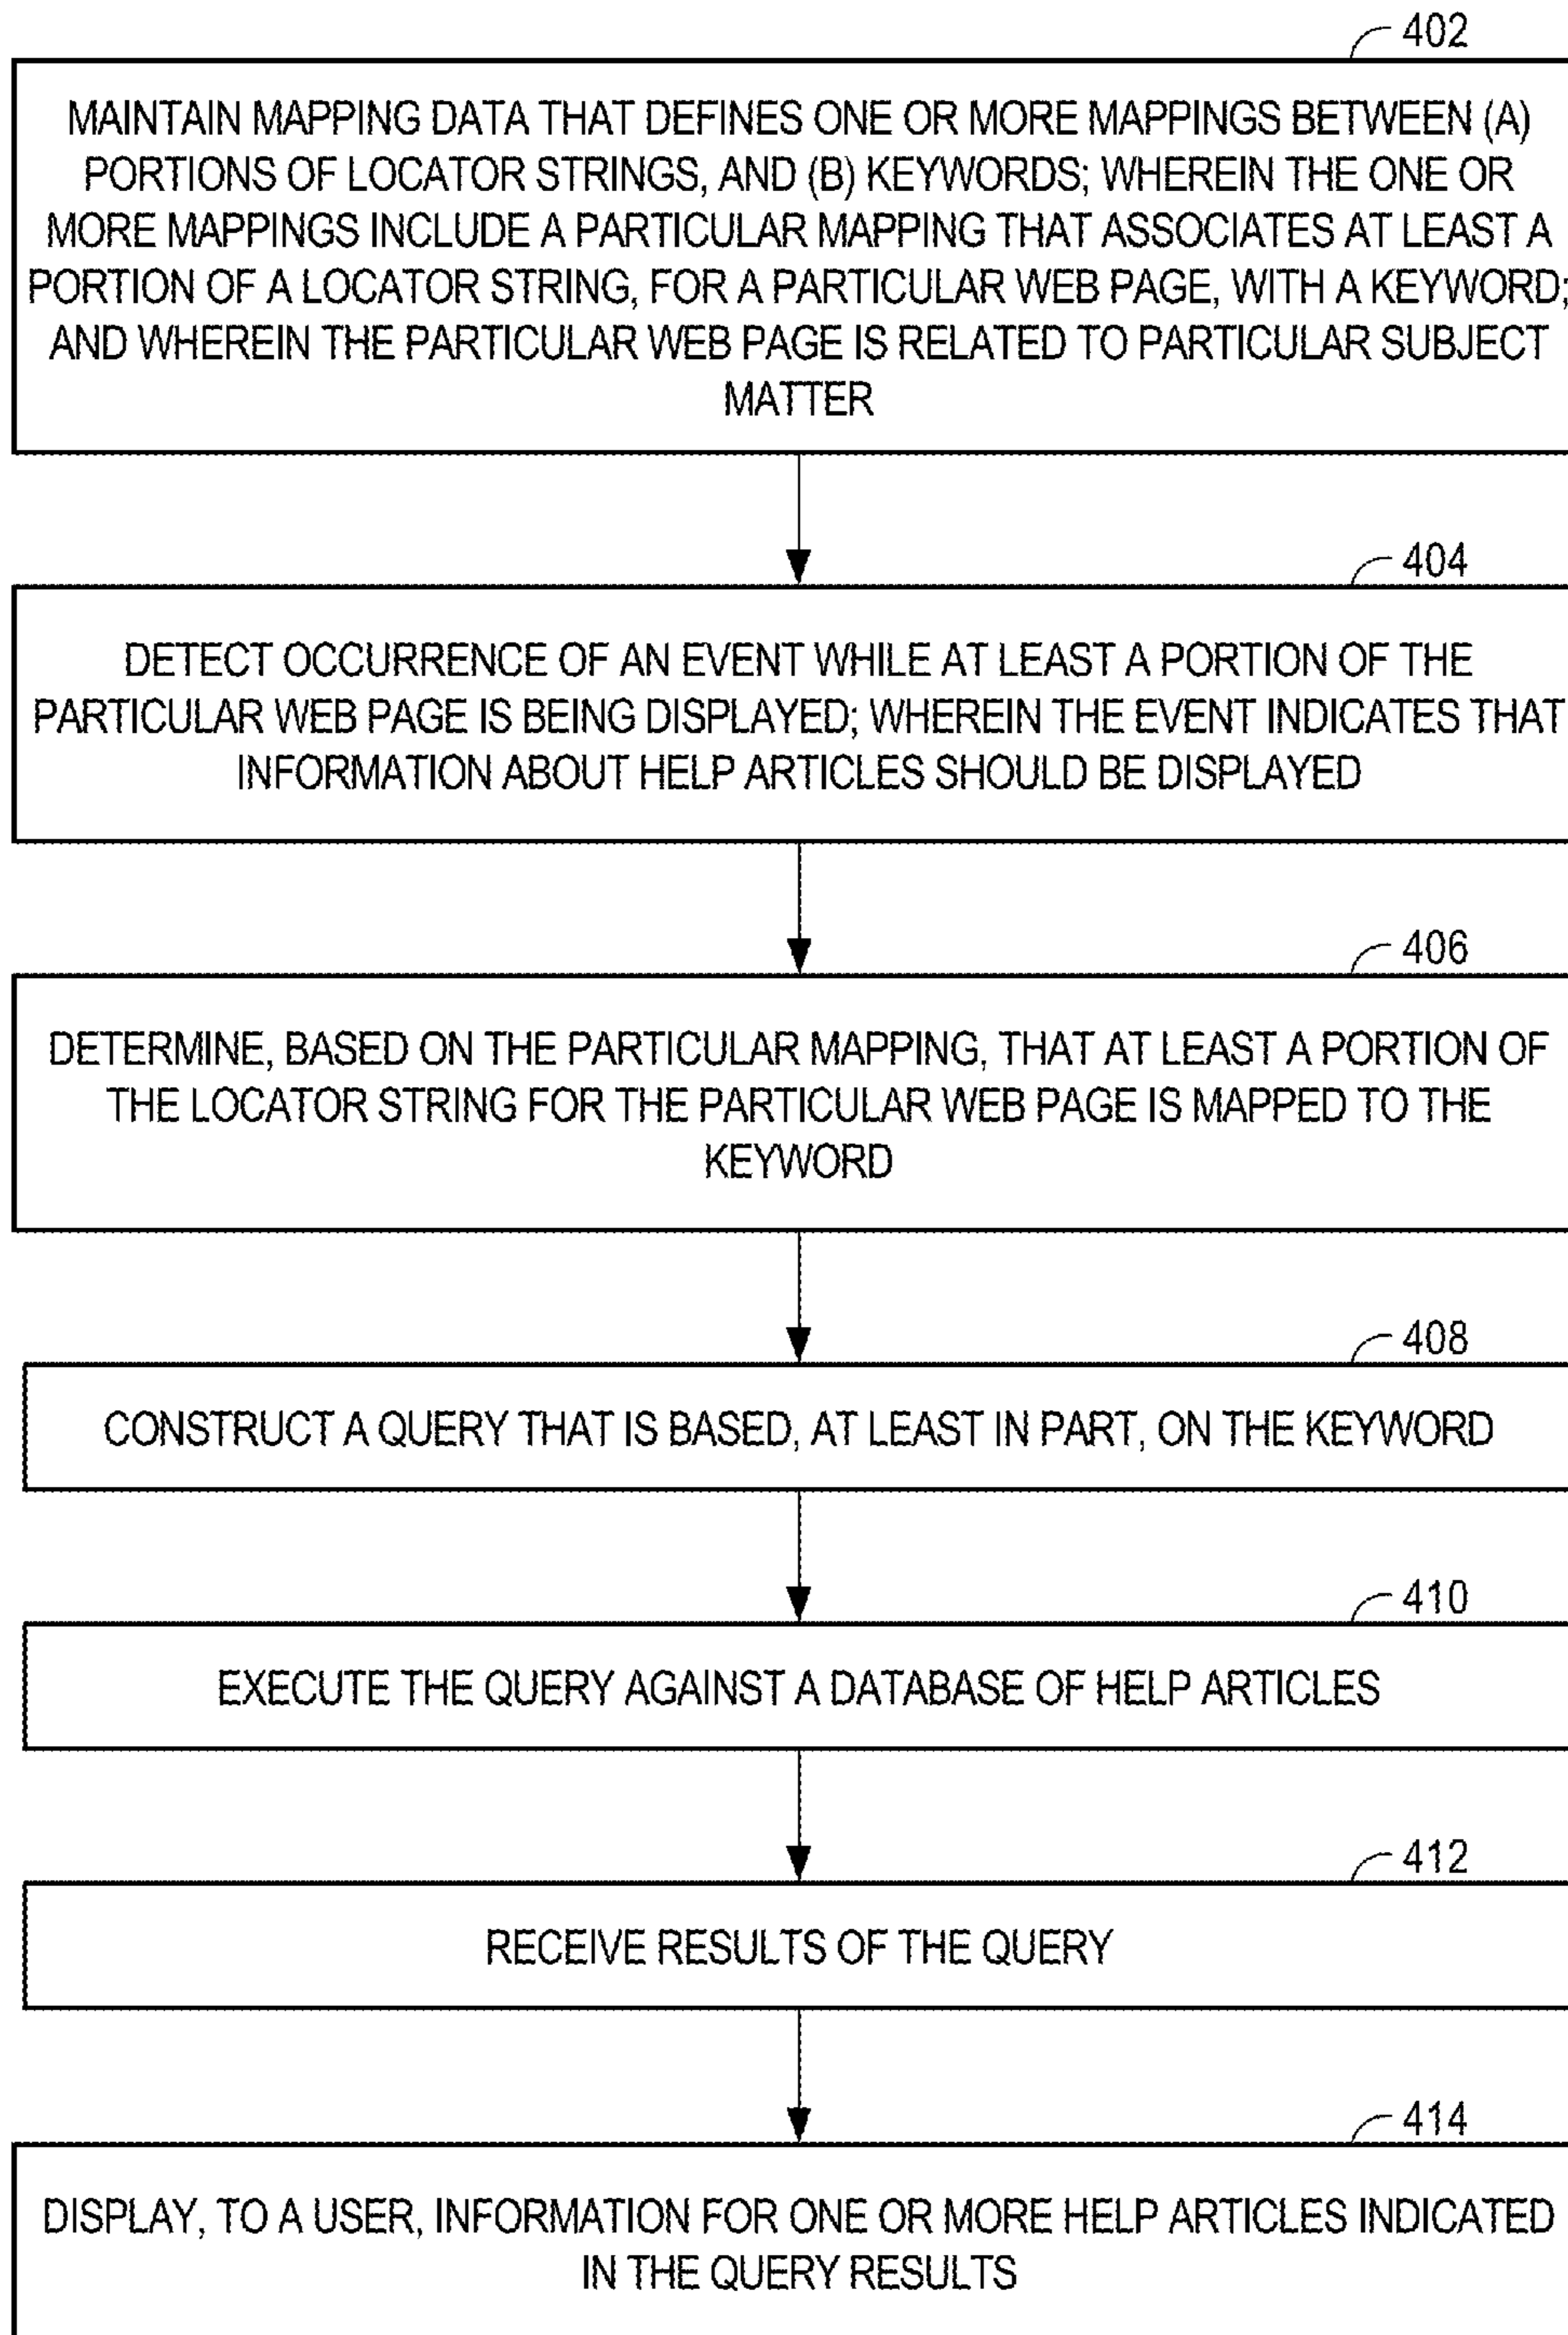 402
MAINTAIN MAPPING DATA THAT DEFINES ONE OR MORE MAPPINGS BETWEEN (A)
PORTIONS OF LOCATOR STRINGS, AND (B) KEYWORDS; WHEREIN THE ONE OR
MORE MAPPINGS INCLUDE A PARTICULAR MAPPING THAT ASSOCIATES AT LEAST A
PORTION OF A LOCATOR STRING, FOR A PARTICULAR WEB PAGE, WITH A KEYWORD;
AND WHEREIN THE PARTICULAR WEB PAGE IS RELATED TO PARTICULAR SUBJECT
MATTER
404
DETECT OCCURRENCE OF AN EVENT WHILE AT LEAST A PORTION OF THE
PARTICULAR WEB PAGE IS BEING DISPLAYED; WHEREIN THE EVENT INDICATES THAT
INFORMATION ABOUT HELP ARTICLES SHOULD BE DISPLAYED
406
DETERMINE, BASED ON THE PARTICULAR MAPPING, THAT AT LEAST A PORTION OF
THE LOCATOR STRING FOR THE PARTICULAR WEB PAGE IS MAPPED TO THE
KEYWORD
408
CONSTRUCT A QUERY THAT IS BASED, AT LEAST IN PART, ON THE KEYWORD
410
EXECUTE THE QUERY AGAINST A DATABASE OF HELP ARTICLES
412
RECEIVE RESULTS OF THE QUERY
414
DISPLAY, TO A USER, INFORMATION FOR ONE OR MORE HELP ARTICLES INDICATED
IN THE QUERY RESULTS